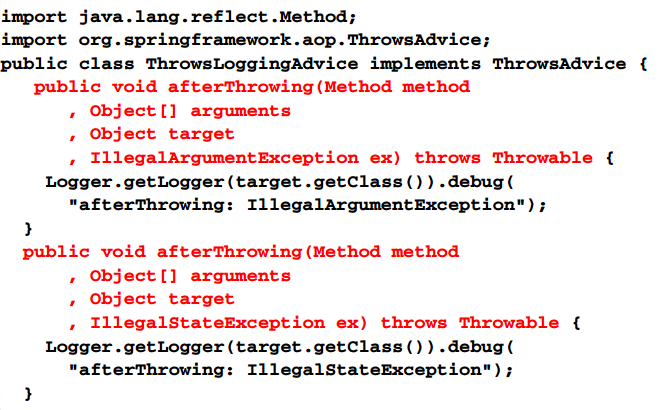 import java.lang.reflect.Method;
import org.springframework.aop.ThrowsAdvice;
public class ThrowsLoggingAdvice implements ThrowsAdvice {
public void afterThrowing(Method method
, Object[] arguments
, Object target
, IllegalArgumentException ex) throws Throwable {
Logger.getLogger(target.getClass()).debug(
"afterThrowing: IllegalArgumentException");
}
public void afterThrowing(Method method
, Object[] arguments
, Object target
, IllegalStateException ex) throws Throwable {
Logger.getLogger(target.getClass()).debug(
"afterThrowing: IllegalStateException");
}